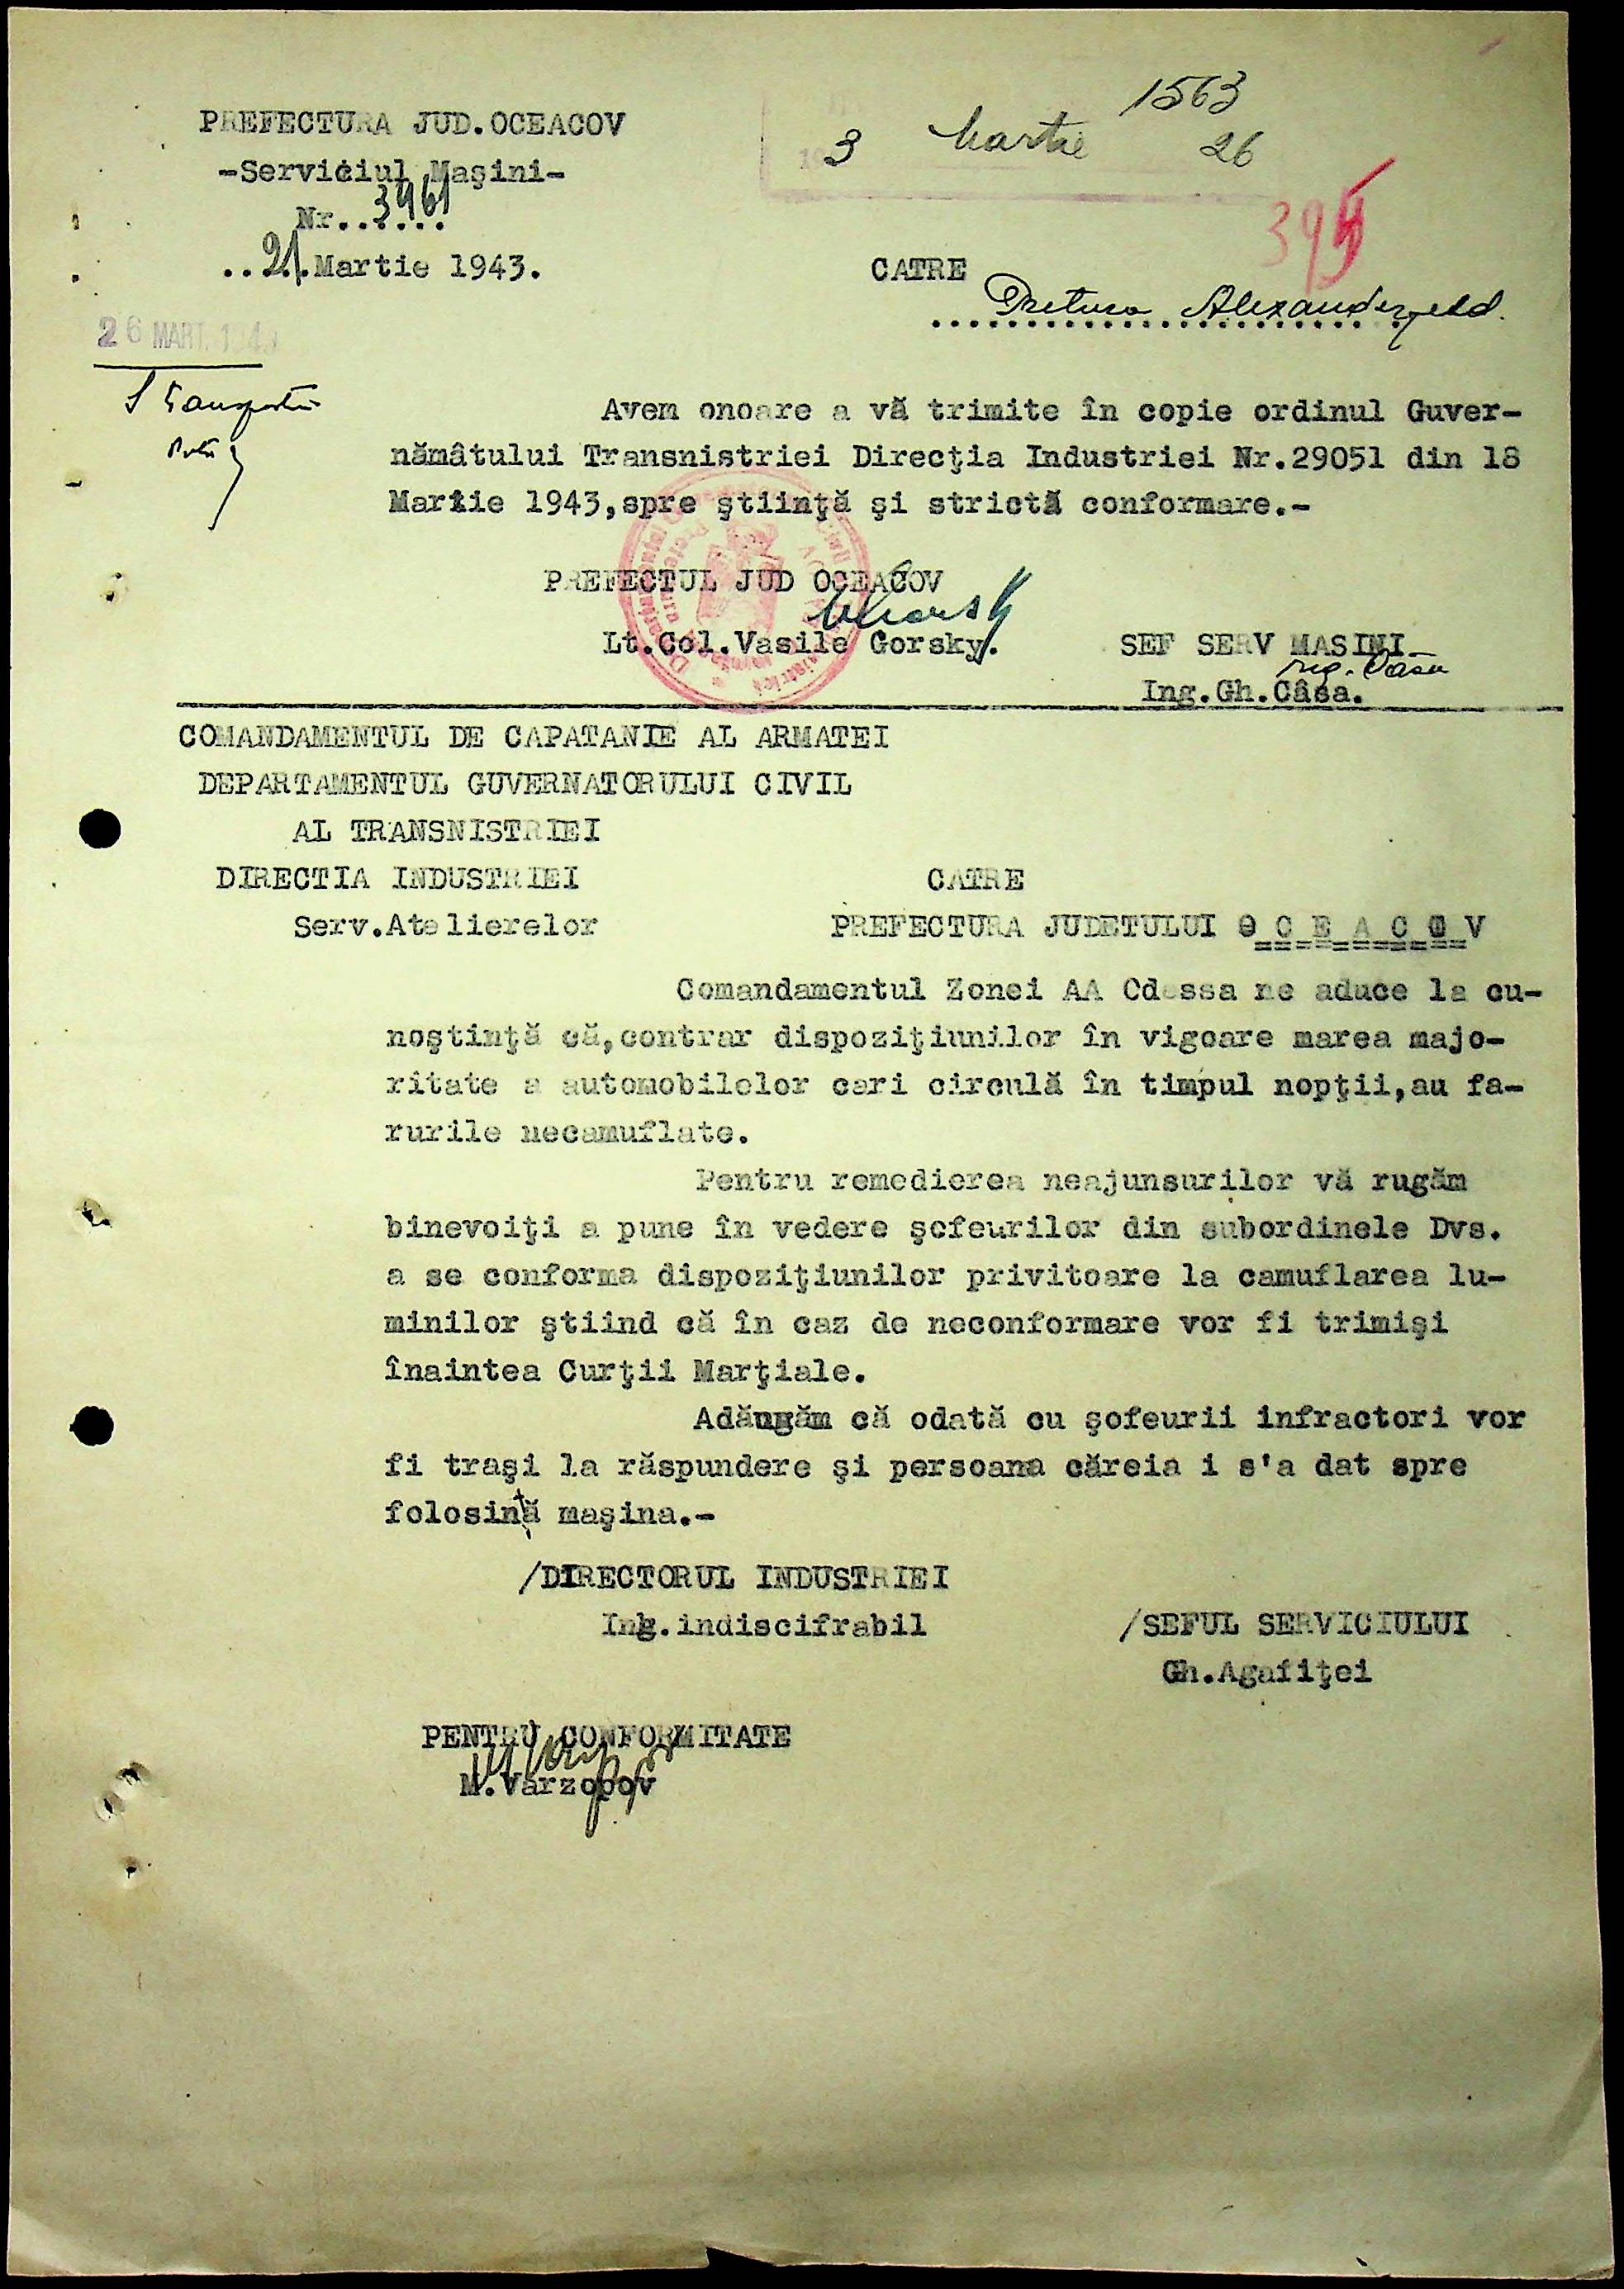 1563
3 Martie 26
395
PREFECTURA JUD.OCEACOV
-Serviciul Maşini-
Nr.3461
..21.Martie 1943.
CATRE
Pretura Alexanderfeld.
26 MART. 1943
Avem onoare a vă trimite în copie ordinul Guver-
nămâtului Transnistriei Direcţia Industriei Nr.29051 din 18
Martie 1943,spre ştiinţă şi strictă conformare.-
PREFECTUL JUD OCEACOV
Lt.Col.Vasile Gorsky.
SEF SERV MASINI
Ing.Gh.Câsa.
COMANDAMENTUL DE CAPATANIE AL ARMATEI
DEPARTAMENTUL GUVERNATORULUI CIVIL
AL TRANSNISTRIEI
DIRECTIA INDUSTRIEI
Serv.Atelierelor
CATRE
PREFECTURA JUDETULUI O C E A C O V
Comandamentul Zonei AA Odessa ne aduce la cu-
noştinţă că,contrar dispoziţiunilor în vigoare marea majo-
ritate a automobilelor cari circulă în timpul nopţii,au fa-
rurile necamuflate.
Pentru remedierea neajunsurilor vă rugăm
binevoiţi a pune în vedere şofeurilor din subordinele Dvs.
a se conforma dispoziţiunilor privitoare la camuflarea lu-
minilor ştiind că în caz de neconformare vor fi trimişi
înaintea Curţii Marţiale.
Adăugăm că odată cu şofeurii infractori vor
fi traşi la răspundere şi persoana căreia i s'a dat spre
folosinţă maşina.-
/DIRECTORUL INDUSTRIEI
Ing.indiscifrabil
/SEFUL SERVICIULUI
Gh.Agafiţei
PENTRU CONFORMITATE
M.Varzopov